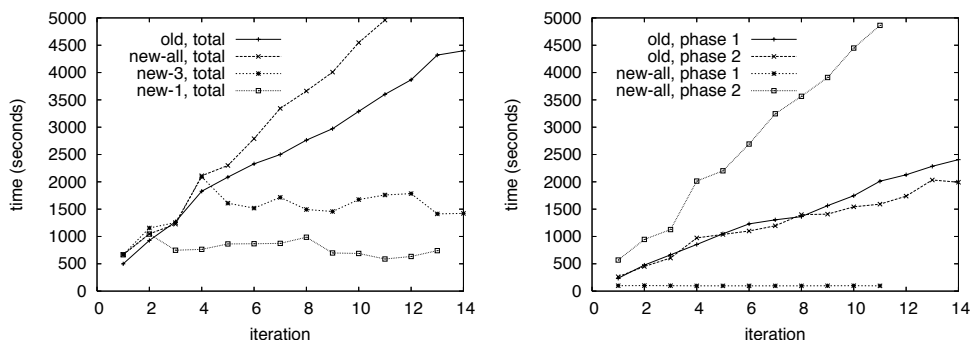 5000
4500
4000
3500
3000
2500
2000
1500
1000
500
0
time (seconds)
old, total
new-all, total
new-3, total
new-1, total
0 2 4 6 8 10 12 14
iteration
5000
4500
4000
3500
3000
2500
2000
1500
1000
500
0
time (seconds)
old, phase 1
old, phase 2
new-all, phase 1
new-all, phase 2
0 2 4 6 8 10 12 14
iteration